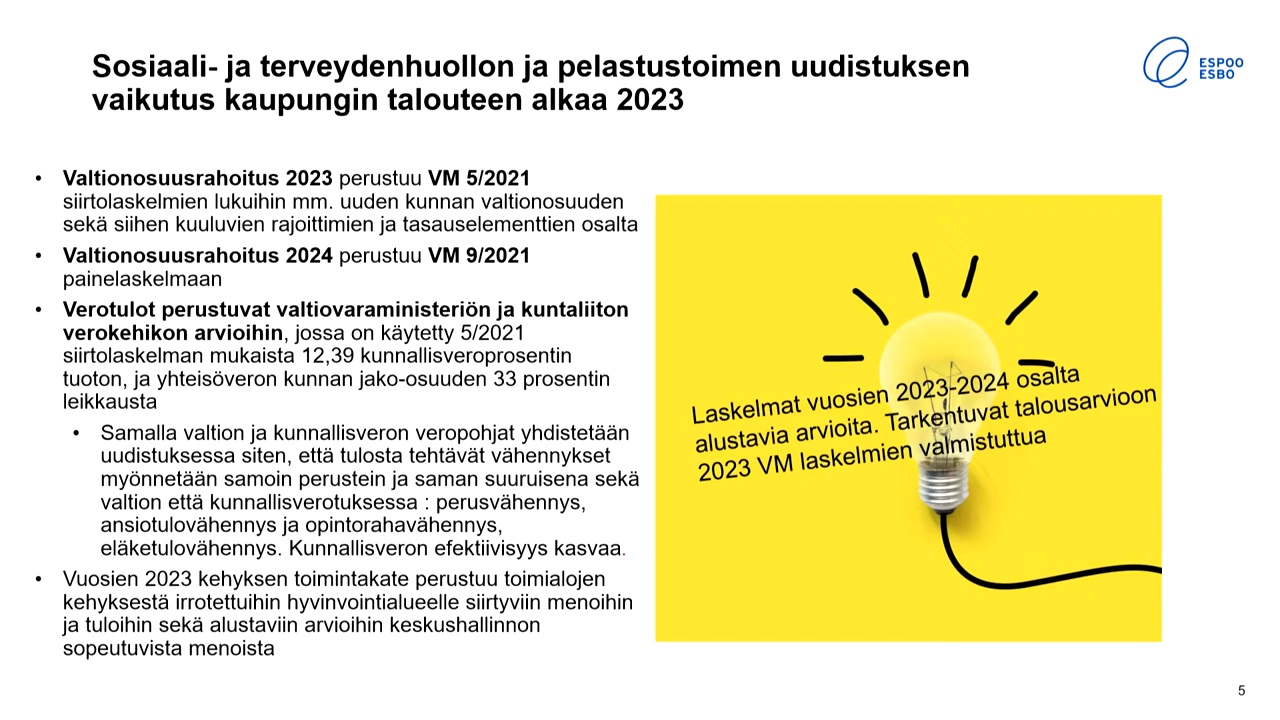 Sosiaali- ja terveydenhuollon ja pelastustoimen uudistuksen
vaikutus kaupungin talouteen alkaa 2023
ESPOO
ESBO
• Valtionosuusrahoitus 2023 perustuu VM 5/2021
siirtolaskelmien lukuihin mm. uuden kunnan valtionosuuden
sekä siihen kuuluvien rajoittimien ja tasauselementtien osalta
• Valtionosuusrahoitus 2024 perustuu VM 9/2021
painelaskelmaan
• Verotulot perustuvat valtiovaraministeriön ja kuntaliiton
verokehikon arvioihin, jossa on käytetty 5/2021
siirtolaskelman mukaista 12,39 kunnallisveroprosentin
tuoton, ja yhteisöveron kunnan jako-osuuden 33 prosentin
leikkausta
• Samalla valtion ja kunnallisveron veropohjat yhdistetään
uudistuksessa siten, että tulosta tehtävät vähennykset
myönnetään samoin perustein ja saman suuruisena sekä
valtion että kunnallisverotuksessa : perusvähennys,
ansiotulovähennys ja opintorahavähennys,
eläketulovähennys. Kunnallisveron efektiivisyys kasvaa.
• Vuosien 2023 kehyksen toimintakate perustuu toimialojen
kehyksestä irrotettuihin hyvinvointialueelle siirtyviin menoihin
ja tuloihin sekä alustaviin arvioihin keskushallinnon
sopeutuvista menoista
Laskelmat vuosien 2023-2024 osalta
alustavia arvioita. Tarkentuvat talousarvioon
2023 VM laskelmien valmistuttua
5